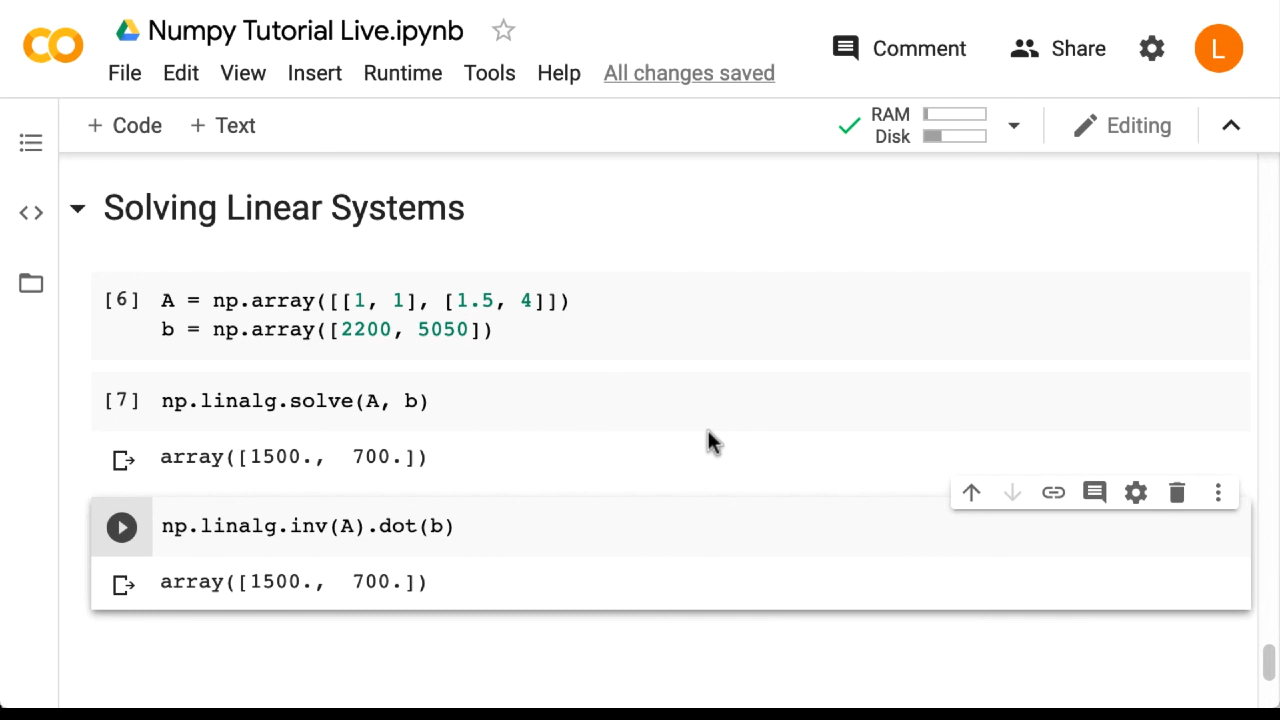 Numpy Tutorial Live.ipynb
Comment
Share
L
File Edit View Insert Runtime Tools Help All changes saved
+ Code + Text
RAM
Disk
Editing
Solving Linear Systems
[6] A = np.array([[1, 1], [1.5, 4]])
b = np.array([2200, 5050])
[7] np.linalg.solve(A, b)
array([1500.,  700.])
np.linalg.inv(A).dot(b)
array([1500.,  700.])